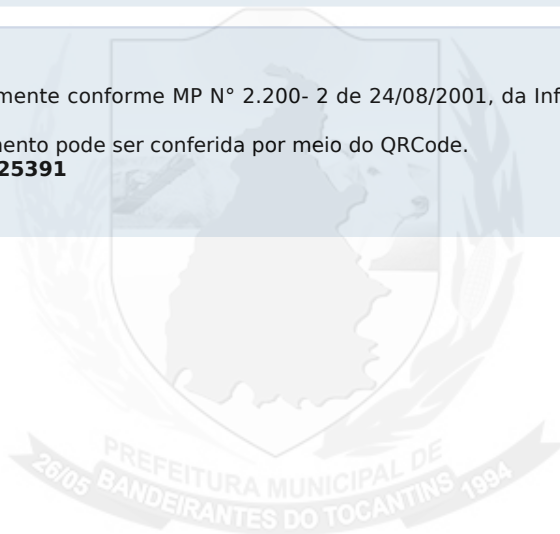 mente conforme MP N° 2.200- 2 de 24/08/2001, da Inf
ento pode ser conferida por meio do QRCode.
25391
PREFEITURA MUNICIPAL DE
26/05 BANDEIRANTES DO TOCANTINS 1994